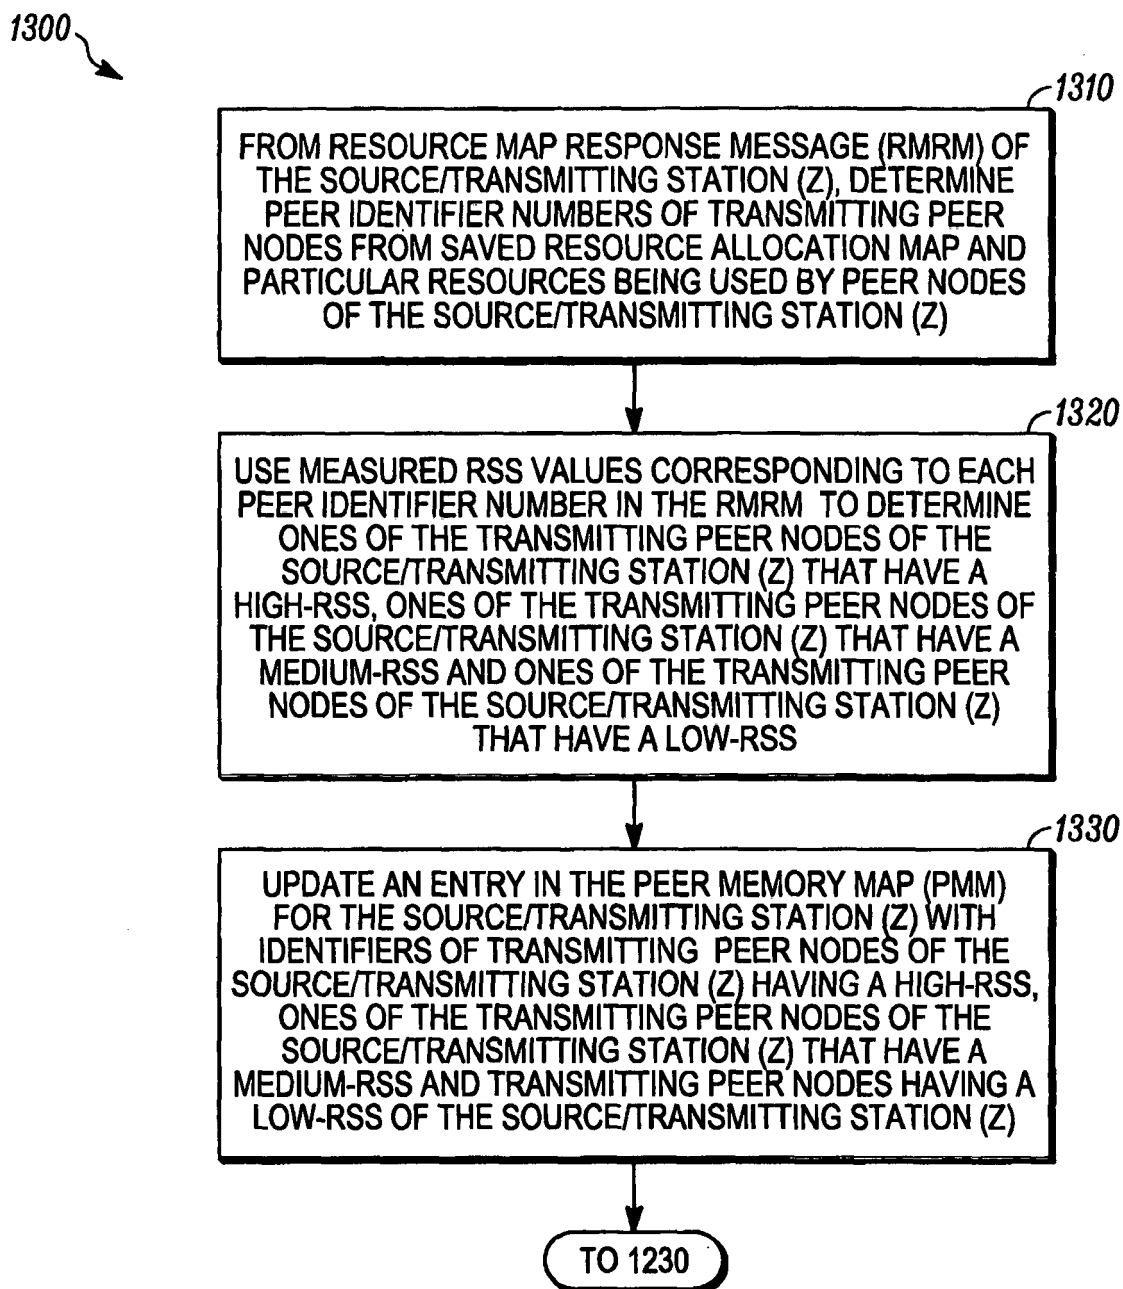 1300
1310
FROM RESOURCE MAP RESPONSE MESSAGE (RMRM) OF
THE SOURCE/TRANSMITTING STATION (Z), DETERMINE
PEER IDENTIFIER NUMBERS OF TRANSMITTING PEER
NODES FROM SAVED RESOURCE ALLOCATION MAP AND
PARTICULAR RESOURCES BEING USED BY PEER NODES
OF THE SOURCE/TRANSMITTING STATION (Z)
1320
USE MEASURED RSS VALUES CORRESPONDING TO EACH
PEER IDENTIFIER NUMBER IN THE RMRM TO DETERMINE
ONES OF THE TRANSMITTING PEER NODES OF THE
SOURCE/TRANSMITTING STATION (Z) THAT HAVE A
HIGH-RSS, ONES OF THE TRANSMITTING PEER NODES OF
THE SOURCE/TRANSMITTING STATION (Z) THAT HAVE A
MEDIUM-RSS AND ONES OF THE TRANSMITTING PEER
NODES OF THE SOURCE/TRANSMITTING STATION (Z)
THAT HAVE A LOW-RSS
1330
UPDATE AN ENTRY IN THE PEER MEMORY MAP (PMM)
FOR THE SOURCE/TRANSMITTING STATION (Z) WITH
IDENTIFIERS OF TRANSMITTING PEER NODES OF THE
SOURCE/TRANSMITTING STATION (Z) HAVING A HIGH-RSS,
ONES OF THE TRANSMITTING PEER NODES OF THE
SOURCE/TRANSMITTING STATION (Z) THAT HAVE A
MEDIUM-RSS AND TRANSMITTING PEER NODES HAVING A
LOW-RSS OF THE SOURCE/TRANSMITTING STATION (Z)
TO 1230